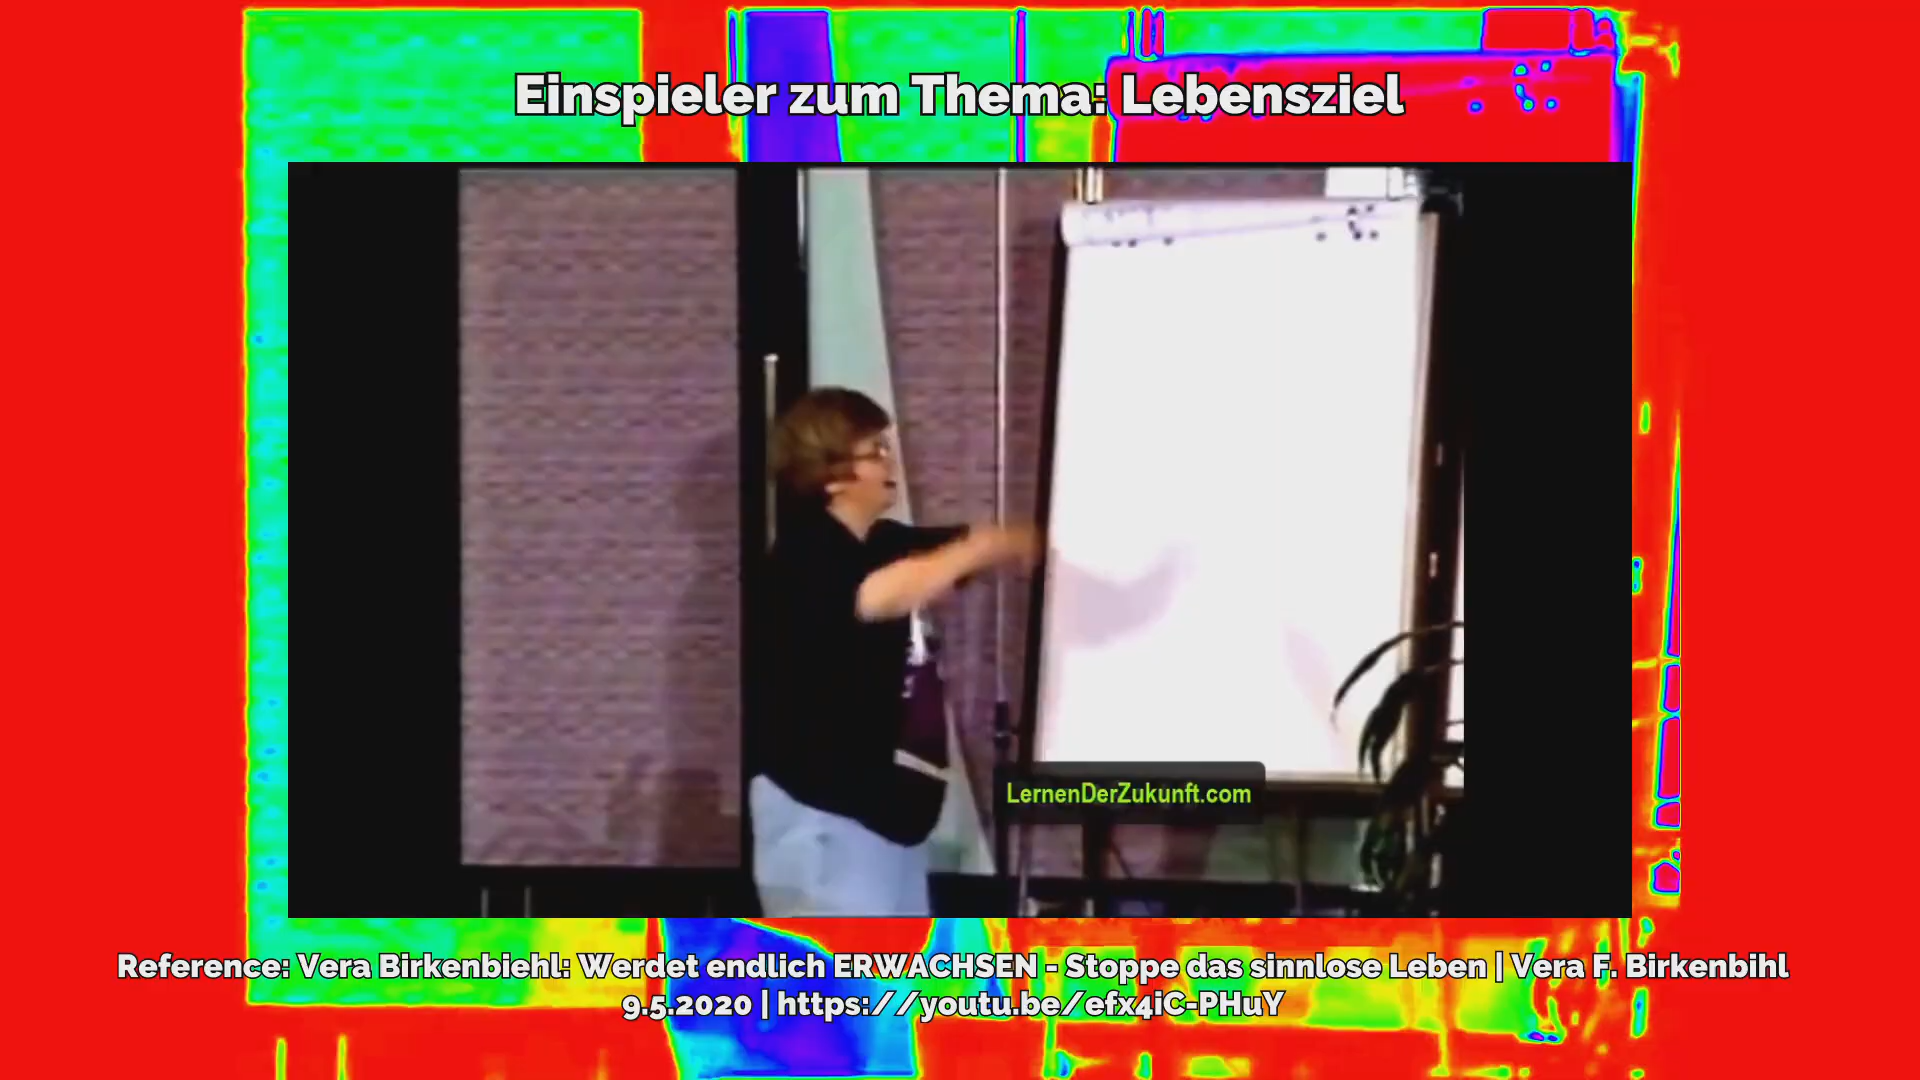 Einspieler zum Thema: Lebensziel
LernenDerZukunft.com
Reference: Vera Birkenbiehl: Werdet endlich ERWACHSEN - Stoppe das sinnlose Leben | Vera F. Birkenbihl
9.5.2020 | https://youtu.be/efx4iC-PHuY